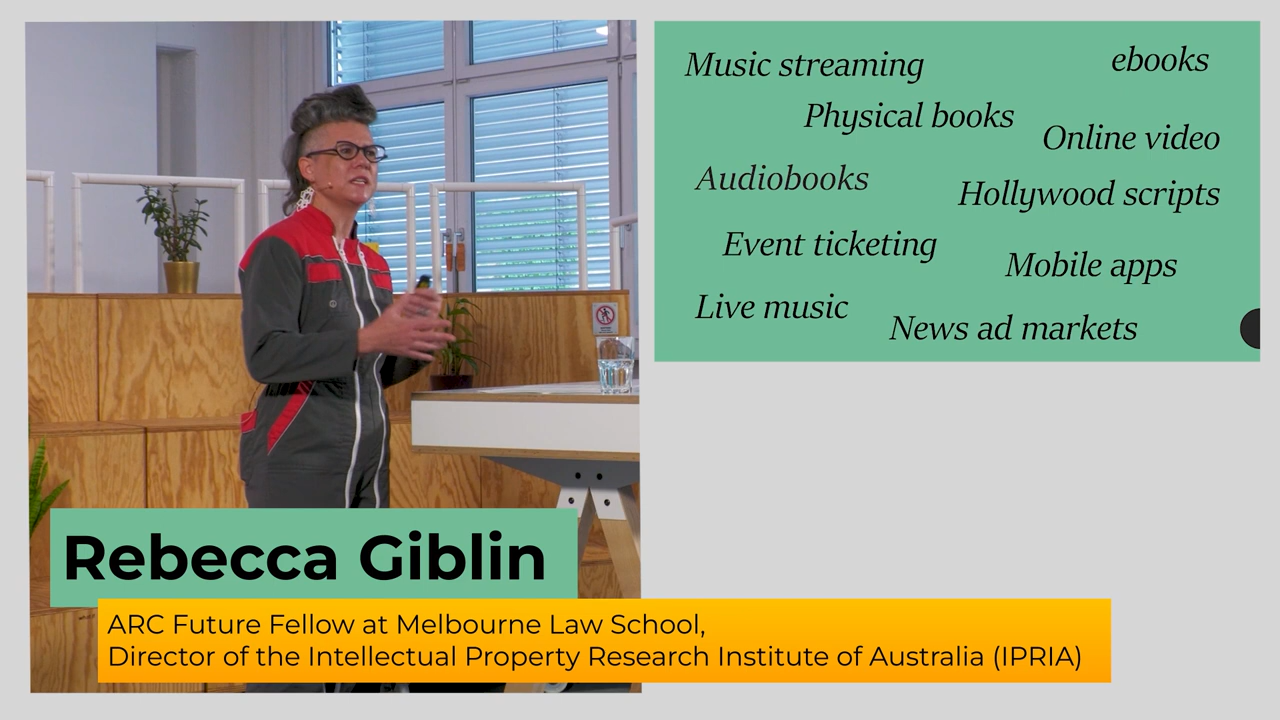 Music streaming
ebooks
Physical books
Online video
Audiobooks
Hollywood scripts
Event ticketing
Mobile apps
Live music
News ad markets
Rebecca Giblin
ARC Future Fellow at Melbourne Law School,
Director of the Intellectual Property Research Institute of Australia (IPRIA)